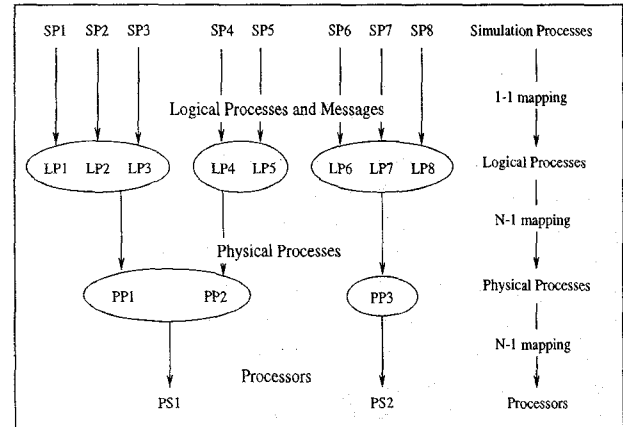 SP1 SP2 SP3 SP4 SP5 SP6 SP7 SP8 Simulation Processes
1-1 mapping
Logical Processes and Messages
LP1 LP2 LP3 LP4 LP5 LP6 LP7 LP8 Logical Processes
N-1 mapping
Physical Processes
PP1 PP2 PP3 Physical Processes
N-1 mapping
Processors
PS1 PS2 Processors